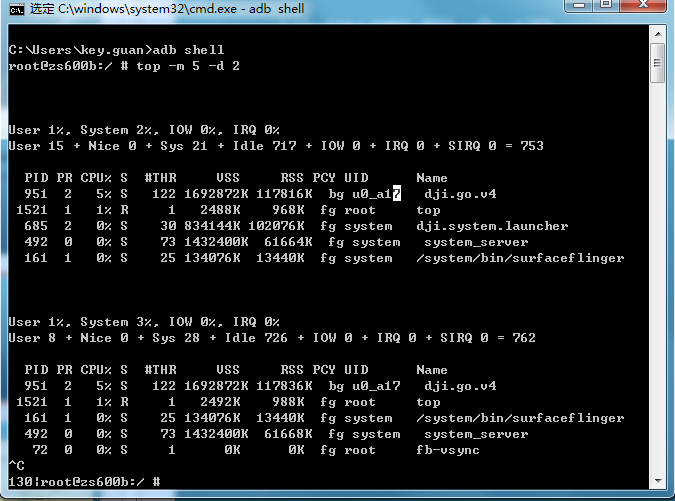 选定 C:\windows\system32\cmd.exe - adb shell
C:\Users\key.guan>adb shell
root@zs600b:/ # top -m 5 -d 2
User 1%, System 2%, IOW 0%, IRQ 0%
User 15 + Nice 0 + Sys 21 + Idle 717 + IOW 0 + IRQ 0 + SIRQ 0 = 753
PID PR CPU% S #THR VSS RSS PCY UID Name
951 2 5% S 122 1692872K 117816K bg u0_a17 dji.go.v4
1521 1 1% R 1 2488K 968K fg root top
685 2 0% S 30 834144K 102076K fg system dji.system.launcher
492 0 0% S 73 1432400K 61664K fg system system_server
161 1 0% S 25 134076K 13440K fg system /system/bin/surfaceflinger
User 1%, System 3%, IOW 0%, IRQ 0%
User 8 + Nice 0 + Sys 28 + Idle 726 + IOW 0 + IRQ 0 + SIRQ 0 = 762
PID PR CPU% S #THR VSS RSS PCY UID Name
951 2 5% S 122 1692872K 117836K bg u0_a17 dji.go.v4
1521 1 1% R 1 2492K 988K fg root top
161 1 0% S 25 134076K 13440K fg system /system/bin/surfaceflinger
492 0 0% S 73 1432400K 61668K fg system system_server
72 0 0% S 1 0K 0K fg root fb-vsync
^C
130|root@zs600b:/ #